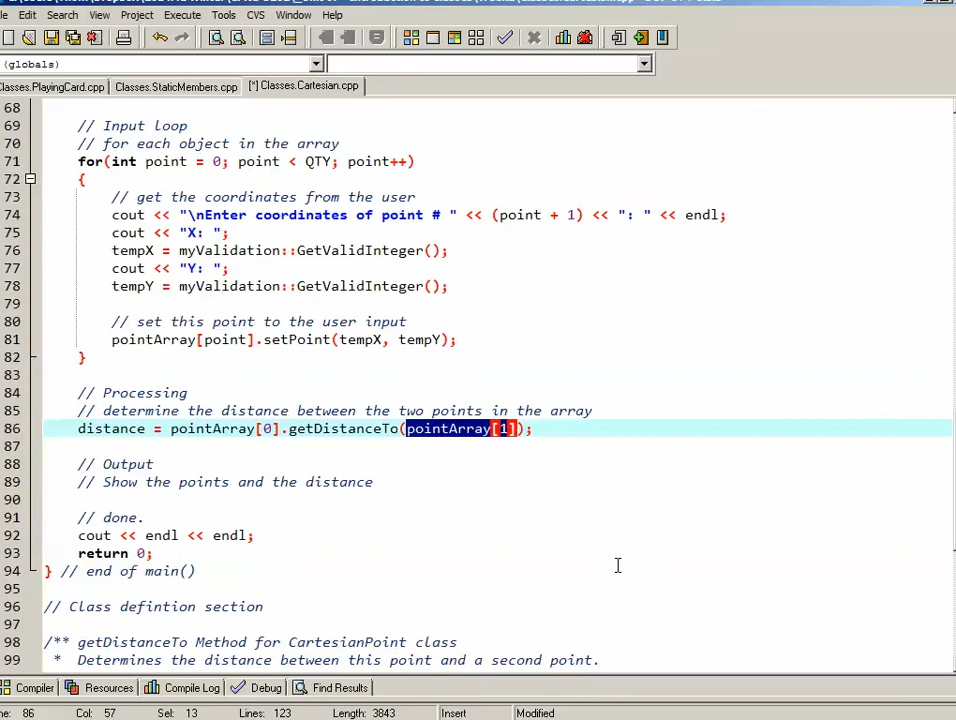 Edit Search View Project Execute Tools CVS Window Help
(globals)
Classes.PlayingCard.cpp Classes.StaticMembers.cpp [*] Classes.Cartesian.cpp
68
69 // Input loop
70 // for each object in the array
71 for(int point = 0; point < QTY; point++)
72 {
73 // get the coordinates from the user
74 cout << "\nEnter coordinates of point # " << (point + 1) << ": " << endl;
75 cout << "X: ";
76 tempX = myValidation::GetValidInteger();
77 cout << "Y: ";
78 tempY = myValidation::GetValidInteger();
79
80 // set this point to the user input
81 pointArray[point].setPoint(tempX, tempY);
82 }
83
84 // Processing
85 // determine the distance between the two points in the array
86 distance = pointArray[0].getDistanceTo(pointArray[1]);
87
88 // Output
89 // Show the points and the distance
90
91 // done.
92 cout << endl << endl;
93 return 0;
94 } // end of main()
95
96 // Class defintion section
97
98 /** getDistanceTo Method for CartesianPoint class
99 * Determines the distance between this point and a second point.
Compiler Resources Compile Log Debug Find Results
ne: 86 Col: 57 Sel: 13 Lines: 123 Length: 3843 Insert Modified